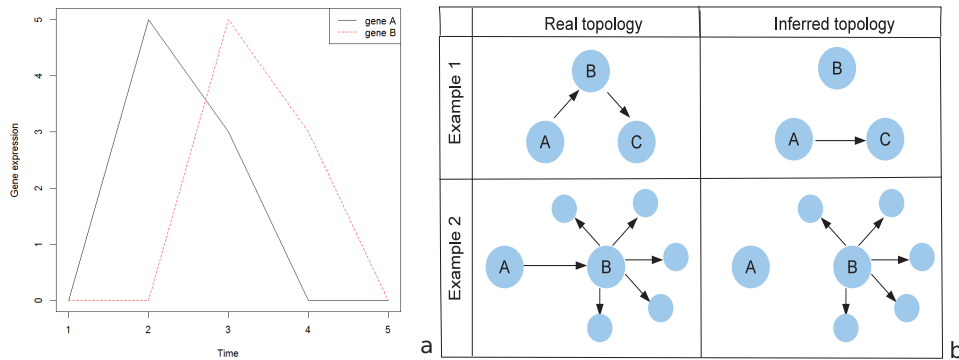 gene A
gene B
5
4
3
2
1
0
Gene expression
1 2 3 4 5
Time
a
Real topology Inferred topology
Example 1
B
A
C
B
A
C
Example 2
A
B
A
B
b